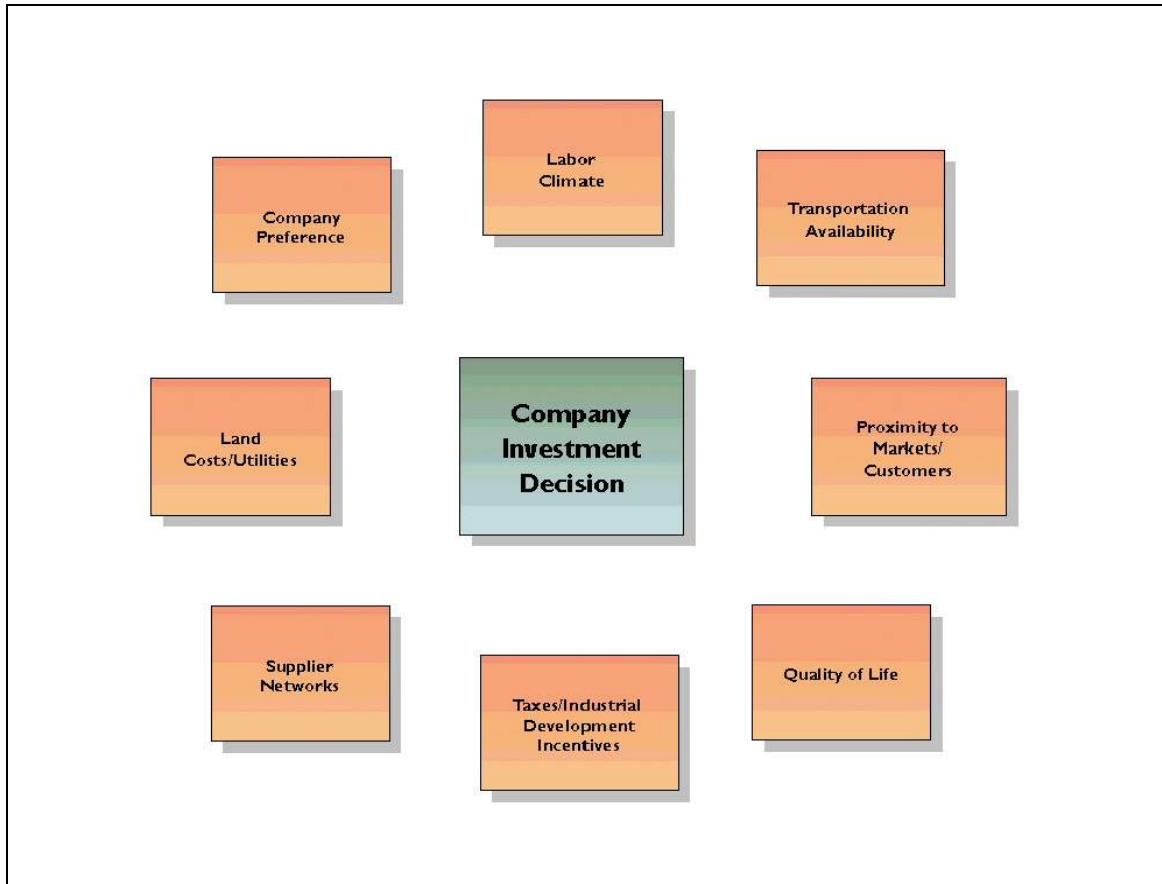 Labor
Climate
Company
Preference
Transportation
Availability
Company
Investment
Decision
Land
Costs/Utilities
Proximity to
Markets/
Customers
Supplier
Networks
Quality of Life
Taxes/Industrial
Development
Incentives